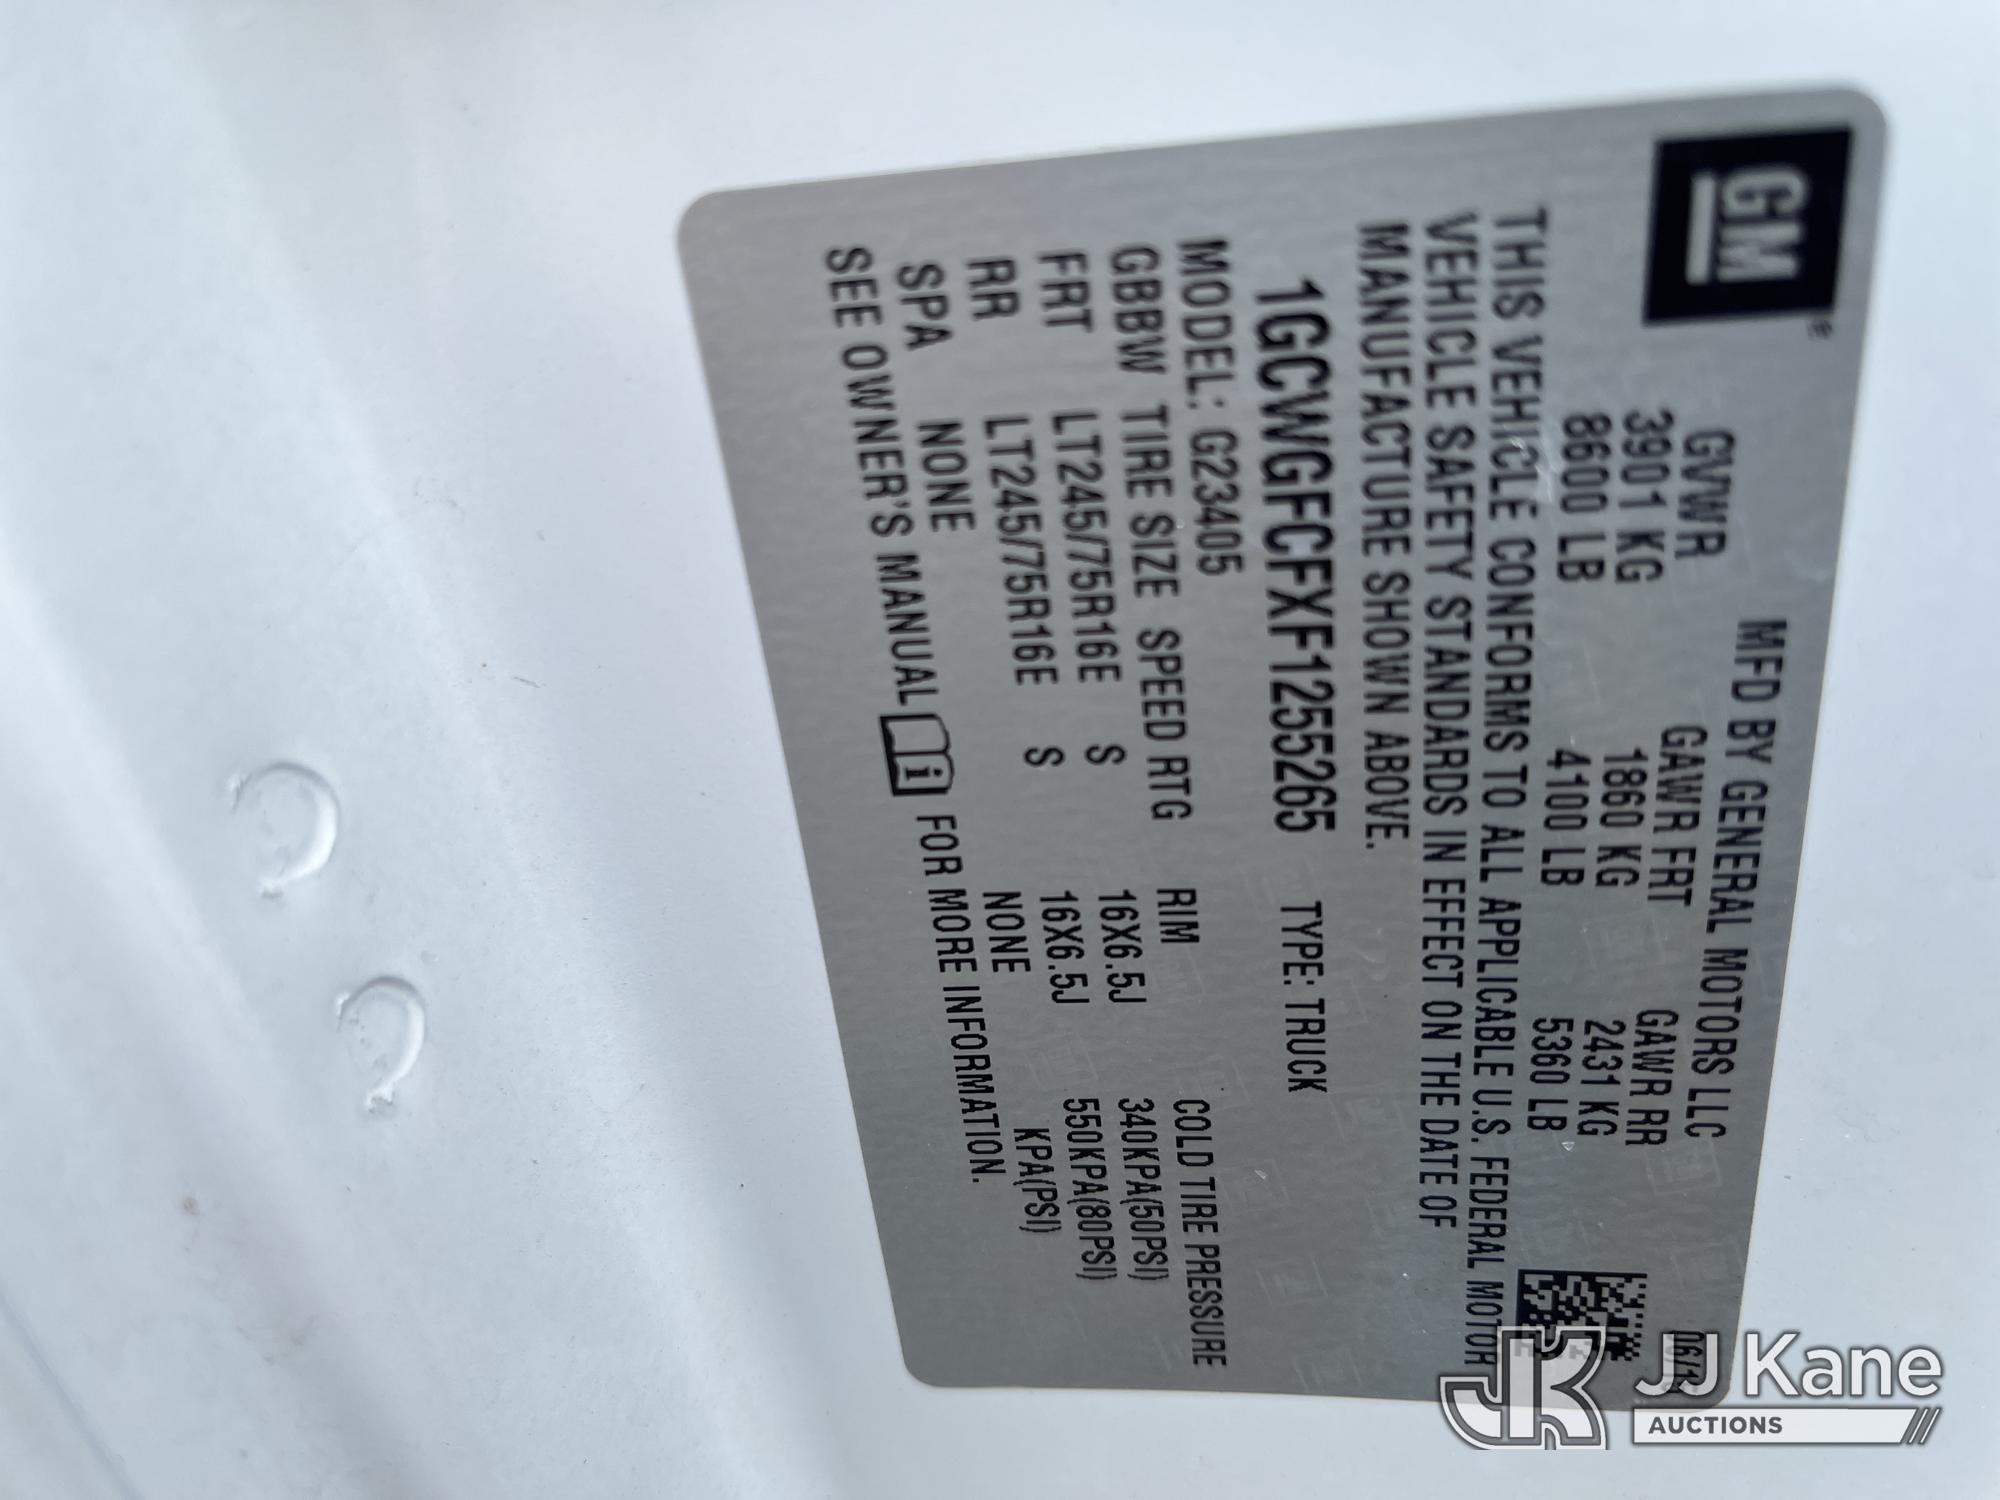 GM
MFD BY GENERAL MOTORS LLC
GVWR GAWR FRT GAWR RR
3901 KG 1860 KG 2431 KG
8600 LB 4100 LB 5360 LB
THIS VEHICLE CONFORMS TO ALL APPLICABLE U.S. FEDERAL MOTOR
VEHICLE SAFETY STANDARDS IN EFFECT ON THE DATE OF
MANUFACTURE SHOWN ABOVE.
1GCWGFCFXF1255265 TYPE: TRUCK
MODEL: G23405
GBBW TIRE SIZE SPEED RTG RIM COLD TIRE PRESSURE
FRT LT245/75R16E S 16X6.5J 340KPA(50PSI)
RR LT245/75R16E S 16X6.5J 550KPA(80PSI)
SPA NONE NONE KPA(PSI)
SEE OWNER'S MANUAL i FOR MORE INFORMATION.
JK JJ Kane
AUCTIONS